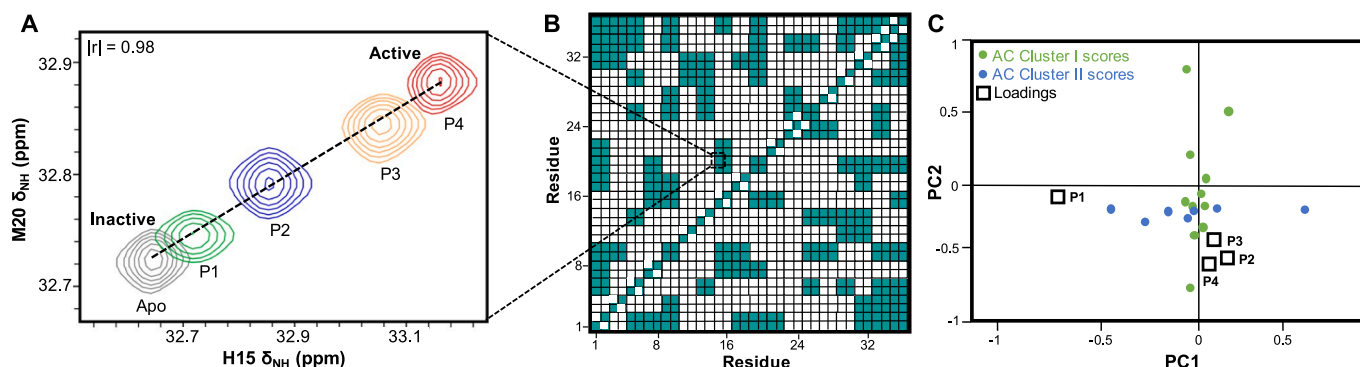 A
|r| = 0.98
Active
P4
P3
P2
Inactive
P1
Apo
32.9
32.8
32.7
M20 δNH (ppm)
32.7
32.9
33.1
H15 δNH (ppm)
B
32
24
16
8
1
Residue
1
8
16
24
32
Residue
C
AC Cluster I scores
AC Cluster II scores
Loadings
P1
P3
P2
P4
1
0.5
0
-0.5
-1
PC2
-1
-0.5
0
0.5
PC1